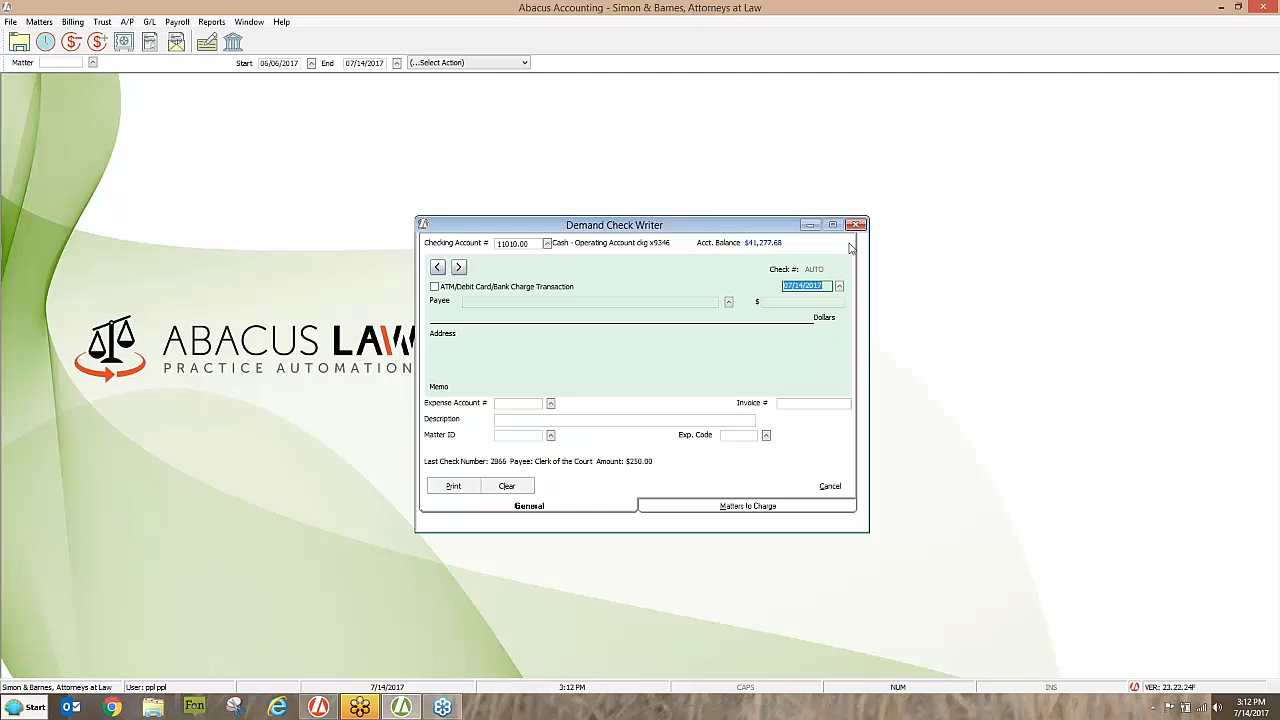 Abacus Accounting - Simon & Barnes, Attorneys at Law
File Matters Billing Trust A/P G/L Payroll Reports Window Help
Matter Start 06/06/2017 End 07/14/2017 (...Select Action)
Demand Check Writer
Checking Account # 11010.00 Cash - Operating Account ckg x9346 Acct. Balance $41,277.68
Check #: AUTO
ATM/Debit Card/Bank Charge Transaction 07/14/2017
Payee $
Dollars
Address
Memo
Expense Account # Invoice #
Description
Matter ID Exp. Code
Last Check Number: 2866 Payee: Clerk of the Court Amount: $250.00
Print Clear Cancel
General Matters to Charge
ABACUS LAW
PRACTICE AUTOMATION
Simon & Barnes, Attorneys at Law User: ppl ppl 7/14/2017 3:12 PM CAPS NUM INS VER: 23.22.24F
Start Fon 3:12 PM
7/14/2017